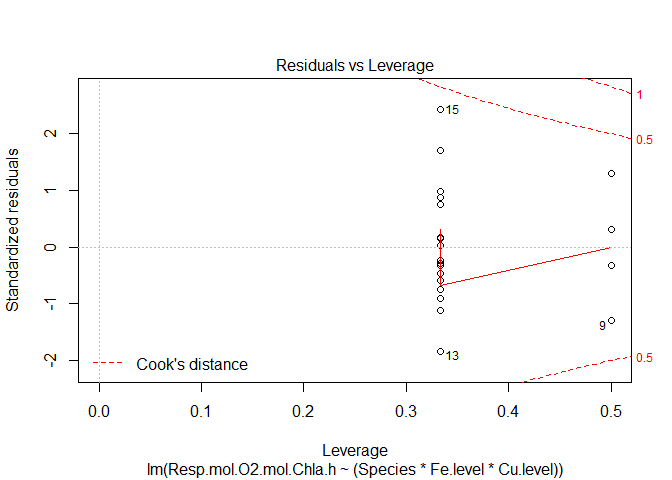 Residuals vs Leverage
Standardized residuals
2
1
0
-1
-2
15
13
9
1
0.5
0.5
Cook's distance
0.0 0.1 0.2 0.3 0.4 0.5
Leverage
lm(Resp.mol.O2.mol.Chla.h ~ (Species * Fe.level * Cu.level))